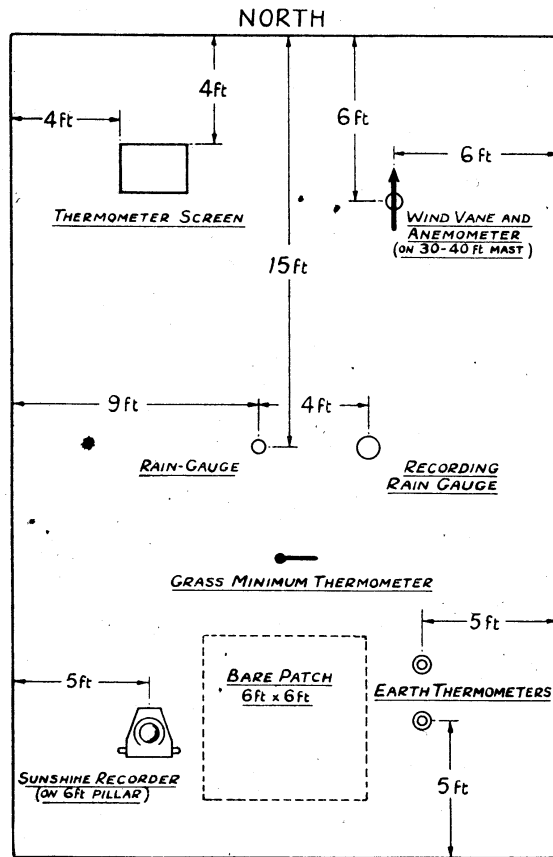 NORTH
4ft
4ft
6ft
6ft
THERMOMETER SCREEN
WIND VANE AND
ANEMOMETER
(ON 30-40 ft MAST)
15ft
9ft
4ft
RAIN-GAUGE
RECORDING
RAIN GAUGE
GRASS MINIMUM THERMOMETER
5ft
5ft
BARE PATCH
6ft x 6ft
EARTH THERMOMETERS
SUNSHINE RECORDER
(ON 6ft PILLAR)
5ft